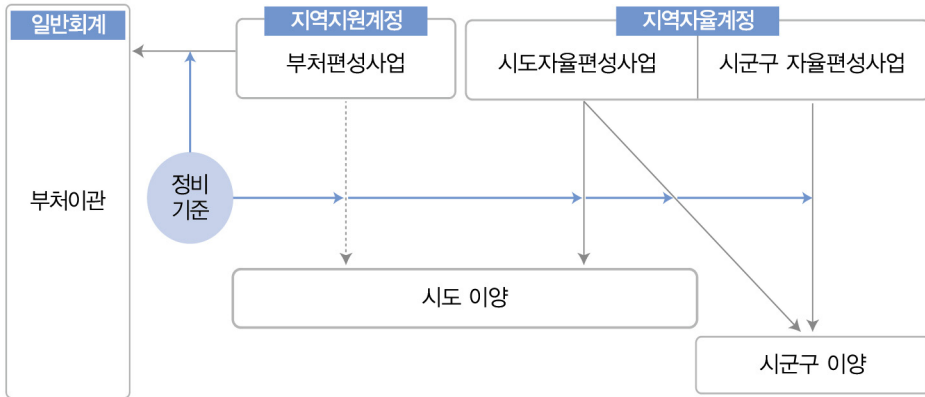 일반회계
지역지원계정
지역자율계정
부처편성사업
시도자율편성사업
시군구 자율편성사업
부처이관
정비
기준
시도 이양
시군구 이양